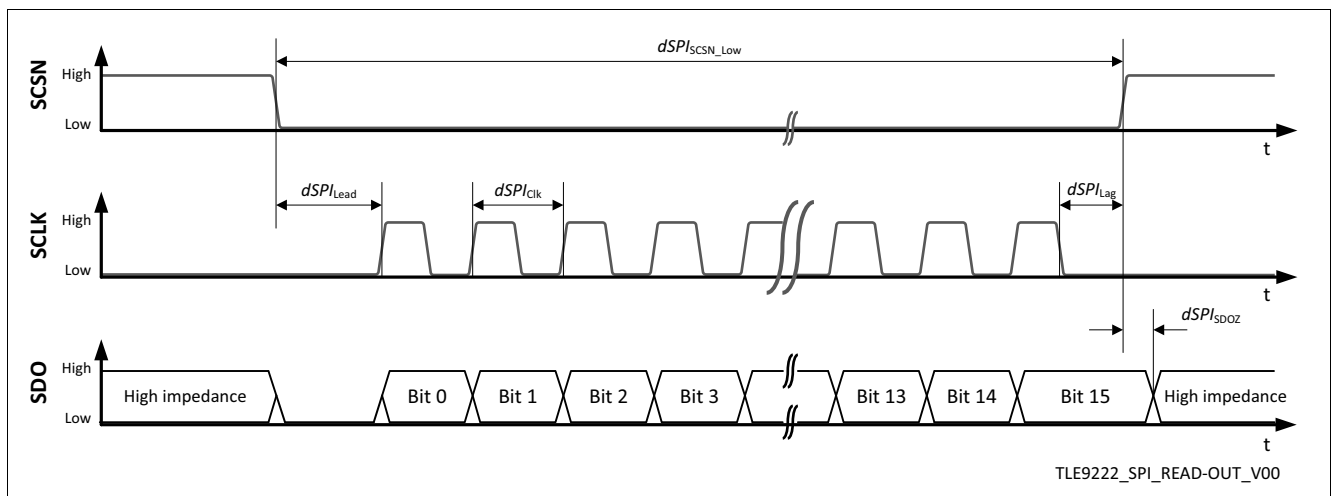 dSPISCSN_Low
SCSN
High
Low
t
dSPILead
dSPIClk
dSPILag
SCLK
High
Low
t
dSPISDOZ
SDO
High
Low
High impedance
Bit 0
Bit 1
Bit 2
Bit 3
Bit 13
Bit 14
Bit 15
High impedance
t
TLE9222_SPI_READ-OUT_V00